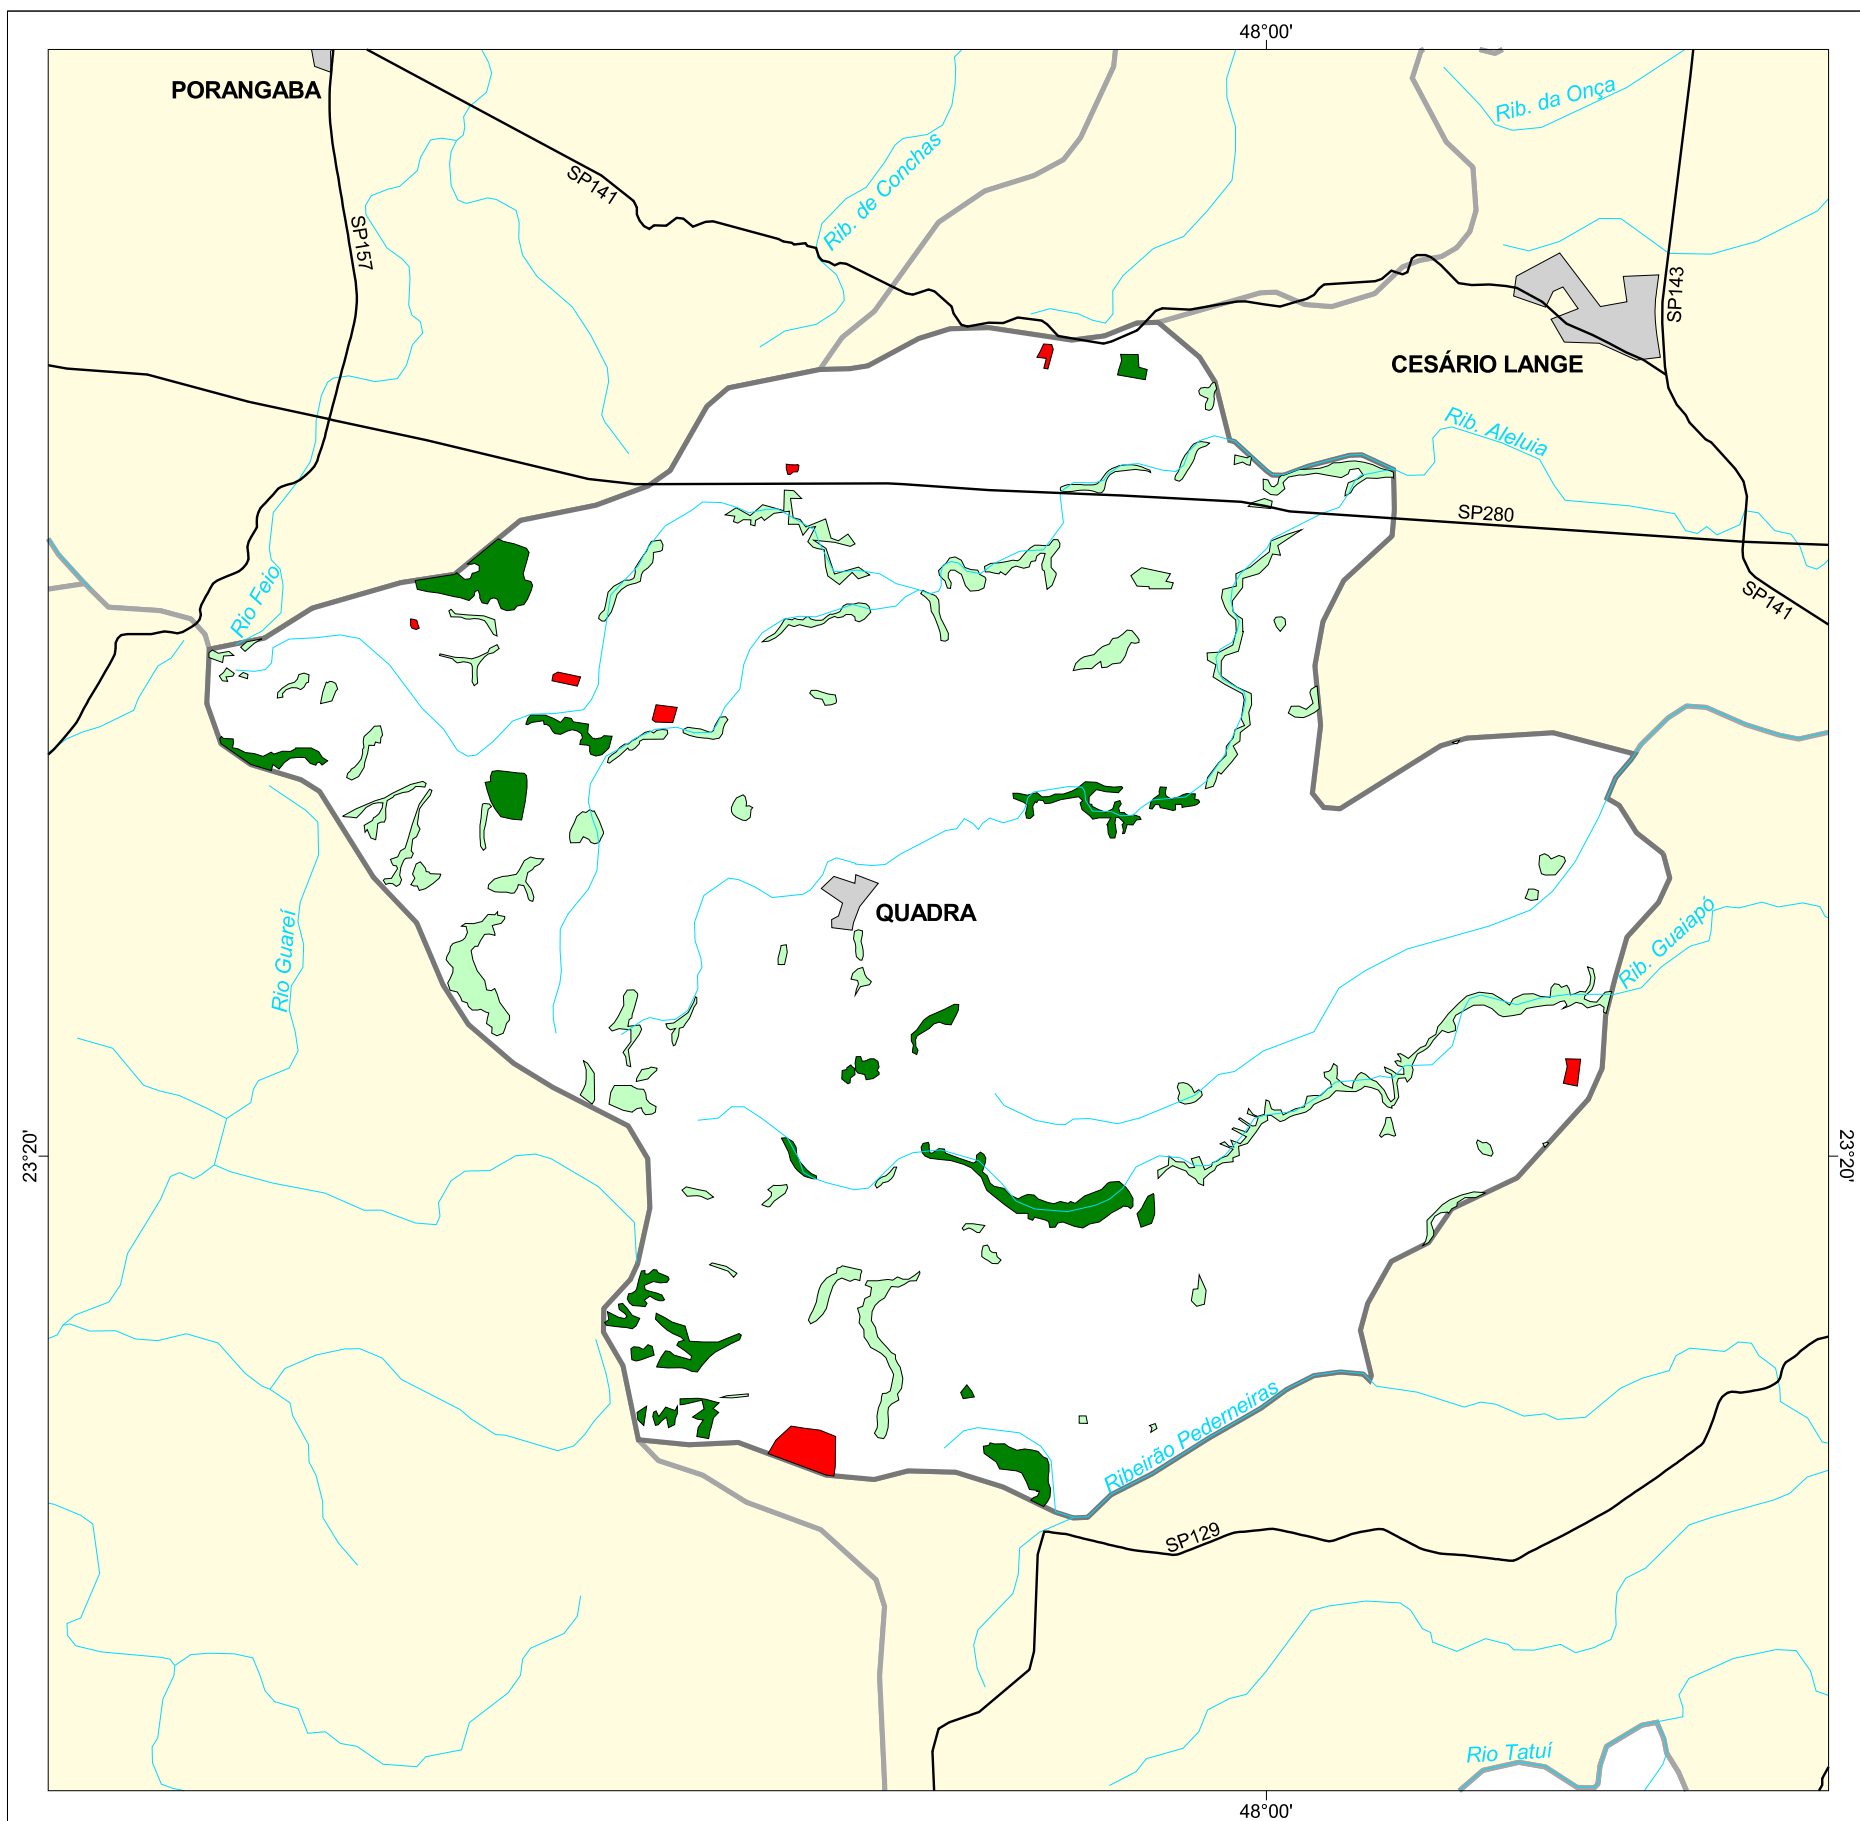 48°00'
PORANGABA
Rib. da Onça
SP141
Rib. de Conchas
SP157
SP143
CESÁRIO LANGE
Rib. Aleluia
SP280
Rio Feio
SP141
QUADRA
Rio Guareí
Rib. Guaiapó
23°20'
23°20'
Ribeirão Pederneiras
SP129
Rio Tatuí
48°00'